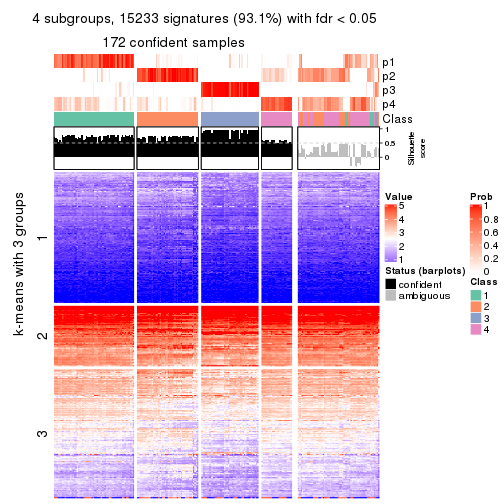 4 subgroups, 15233 signatures (93.1%) with fdr < 0.05
172 confident samples
p1
p2
p3
p4
Class
1
0.5
0
Silhouette
score
k-means with 3 groups
1
2
3
Value
5
4
3
2
1
Status (barplots)
confident
ambiguous
Prob
1
0.8
0.6
0.4
0.2
0
Class
1
2
3
4